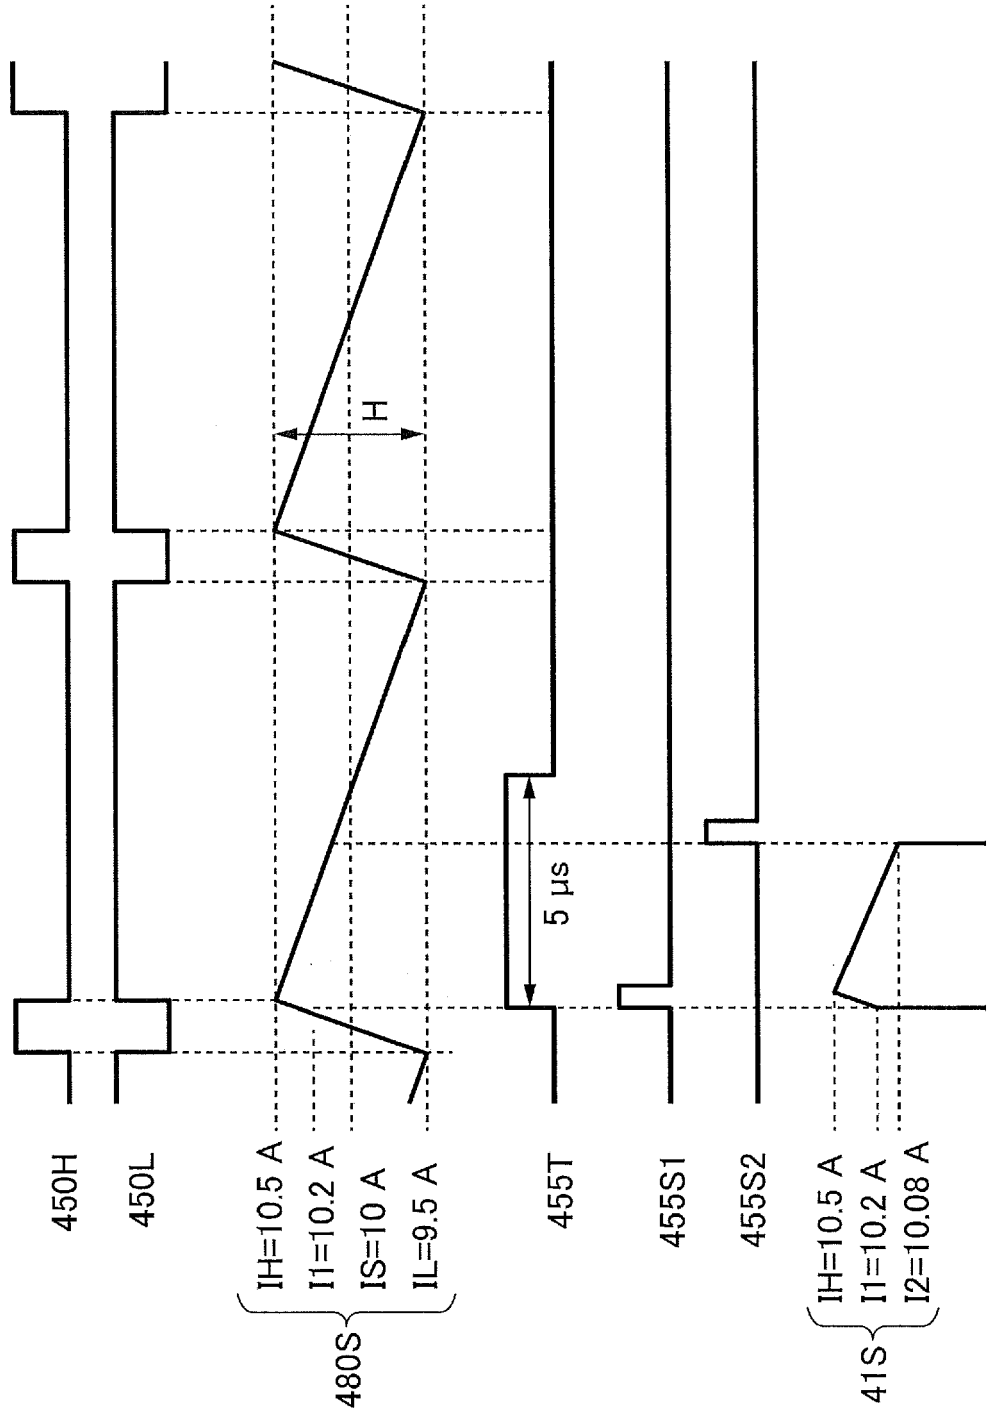 450H
450L
480S
IH=10.5 A
I1=10.2 A
IS=10 A
IL=9.5 A
H
455T
5 μs
455S1
455S2
41S
IH=10.5 A
I1=10.2 A
I2=10.08 A